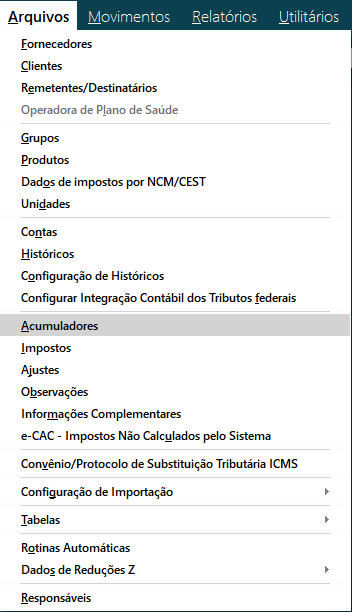 Arquivos Movimentos Relatórios Utilitários
Fornecedores
Clientes
Remetentes/Destinatários
Operadora de Plano de Saúde
Grupos
Produtos
Dados de impostos por NCM/CEST
Unidades
Contas
Históricos
Configuração de Históricos
Configurar Integração Contábil dos Tributos federais
Acumuladores
Impostos
Ajustes
Observações
Informações Complementares
e-CAC - Impostos Não Calculados pelo Sistema
Convênio/Protocolo de Substituição Tributária ICMS
Configuração de Importação
Tabelas
Rotinas Automáticas
Dados de Reduções Z
Responsáveis